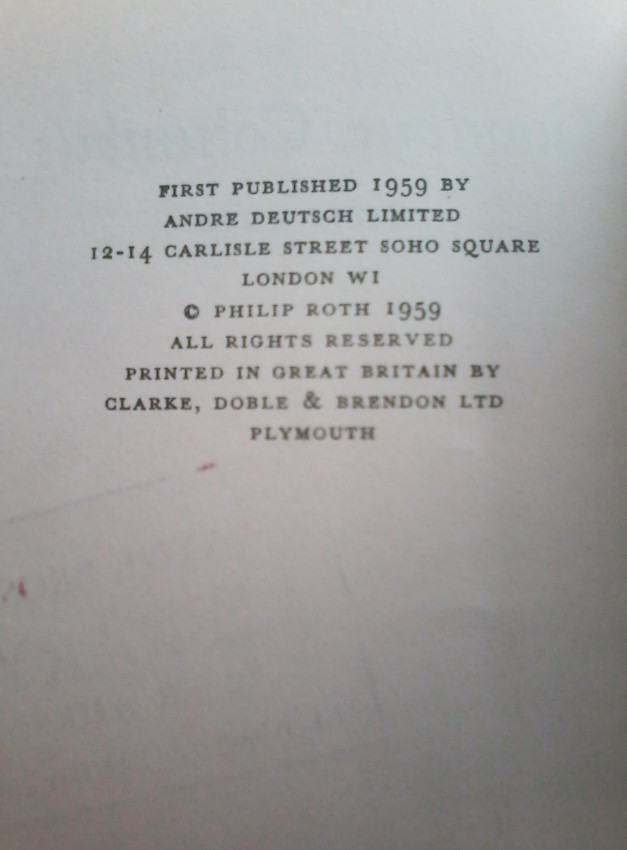 FIRST PUBLISHED 1959 BY
ANDRE DEUTSCH LIMITED
12-14 CARLISLE STREET SOHO SQUARE
LONDON WI
© PHILIP ROTH 1959
ALL RIGHTS RESERVED
PRINTED IN GREAT BRITAIN BY
CLARKE, DOBLE & BRENDON LTD
PLYMOUTH